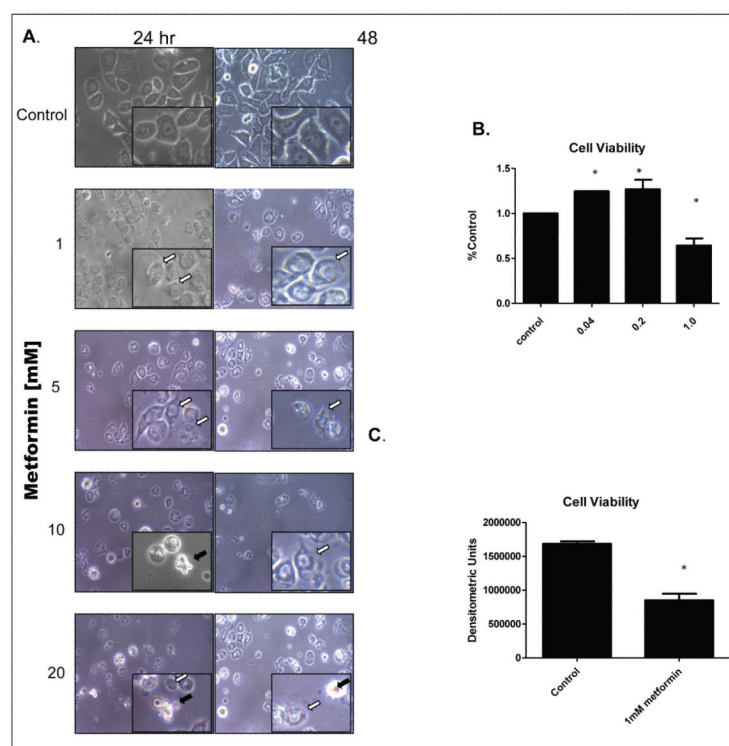 A.
24 hr
48
Control
1
5
10
20
Metformin [mM]
B.
Cell Viability
%Control
1.5
1.0
0.5
0.0
*
*
*
control
0.04
0.2
1.0
C.
Cell Viability
Densitometric Units
2000000
1500000
1000000
500000
0
*
Control
1mM metformin